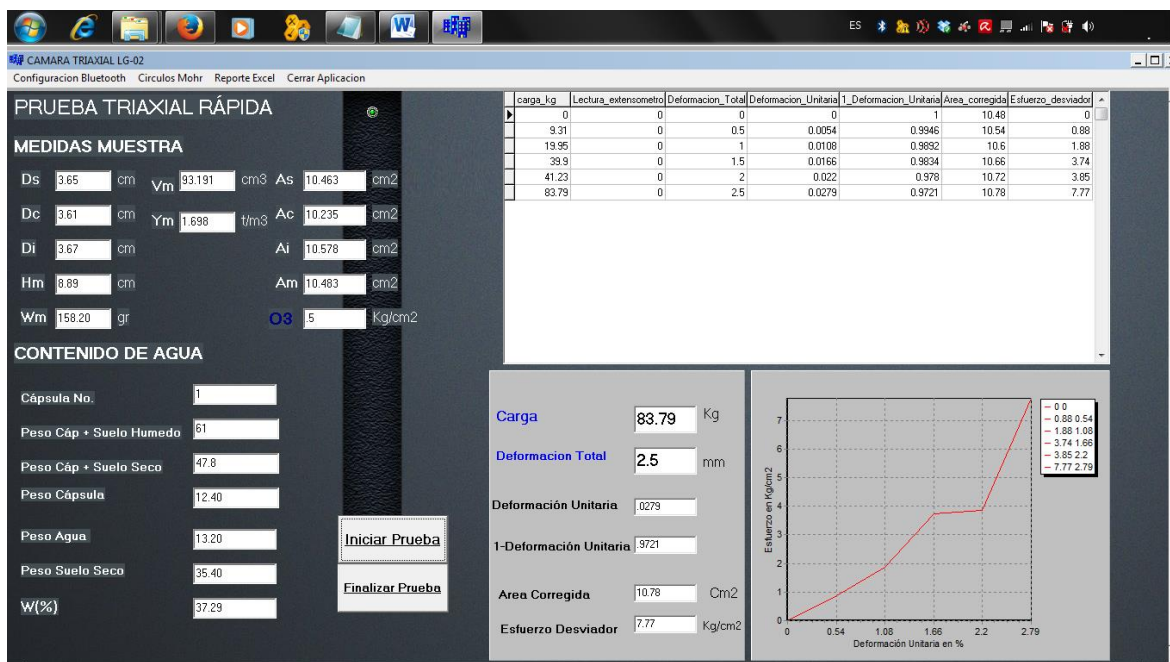 ES
CAMARA TRIAXIAL LG-02
Configuracion Bluetooth Circulos Mohr Reporte Excel Cerrar Aplicacion
PRUEBA TRIAXIAL RÁPIDA
MEDIDAS MUESTRA
Ds 3.65 cm Vm 93.191 cm3 As 10.463 cm2
Dc 3.61 cm Ym 1.698 t/m3 Ac 10.235 cm2
Di 3.67 cm Ai 10.578 cm2
Hm 8.89 cm Am 10.483 cm2
Wm 158.20 gr O3 .5 Kg/cm2
CONTENIDO DE AGUA
Cápsula No. 1
Peso Cáp + Suelo Humedo 61
Peso Cáp + Suelo Seco 47.8
Peso Cápsula 12.40
Peso Agua 13.20
Peso Suelo Seco 35.40
W(%) 37.29
Iniciar Prueba
Finalizar Prueba
carga_kg Lectura_extensometro Deformacion_Total Deformacion_Unitaria 1_Deformacion_Unitaria Area_corregida Esfuerzo_desviador
0 0 0 0 1 10.48 0
9.31 0 0.5 0.0054 0.9946 10.54 0.88
19.95 0 1 0.0108 0.9892 10.6 1.88
39.9 0 1.5 0.0166 0.9834 10.66 3.74
41.23 0 2 0.022 0.978 10.72 3.85
83.79 0 2.5 0.0279 0.9721 10.78 7.77
Carga 83.79 Kg
Deformacion Total 2.5 mm
Deformación Unitaria .0279
1-Deformación Unitaria .9721
Area Corregida 10.78 Cm2
Esfuerzo Desviador 7.77 Kg/cm2
Esfuerzo en Kg/cm2
7
6
5
4
3
2
1
0
0 0.54 1.08 1.66 2.2 2.79
Deformación Unitaria en %
0 0
0.88 0.54
1.88 1.08
3.74 1.66
3.85 2.2
7.77 2.79